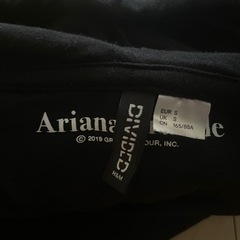 Ariana
© 2019 GR
OUR, INC.
DIVIDED
H&M
EUR S
UK S
CN 165/88A